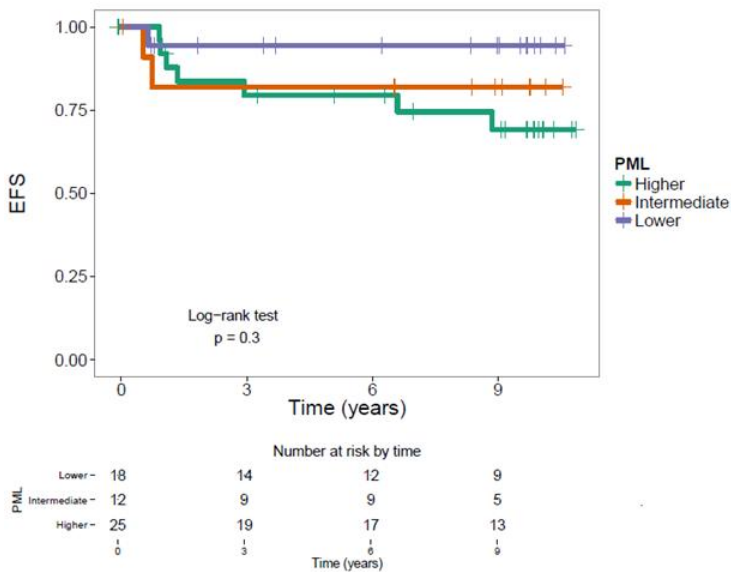 1.00
0.75
0.50
0.25
0.00
EFS
Log-rank test
p = 0.3
0 3 6 9
Time (years)
PML
Higher
Intermediate
Lower
Number at risk by time
PML
Lower 18 14 12 9
Intermediate 12 9 9 5
Higher 25 19 17 13
0 3 6 9
Time (years)